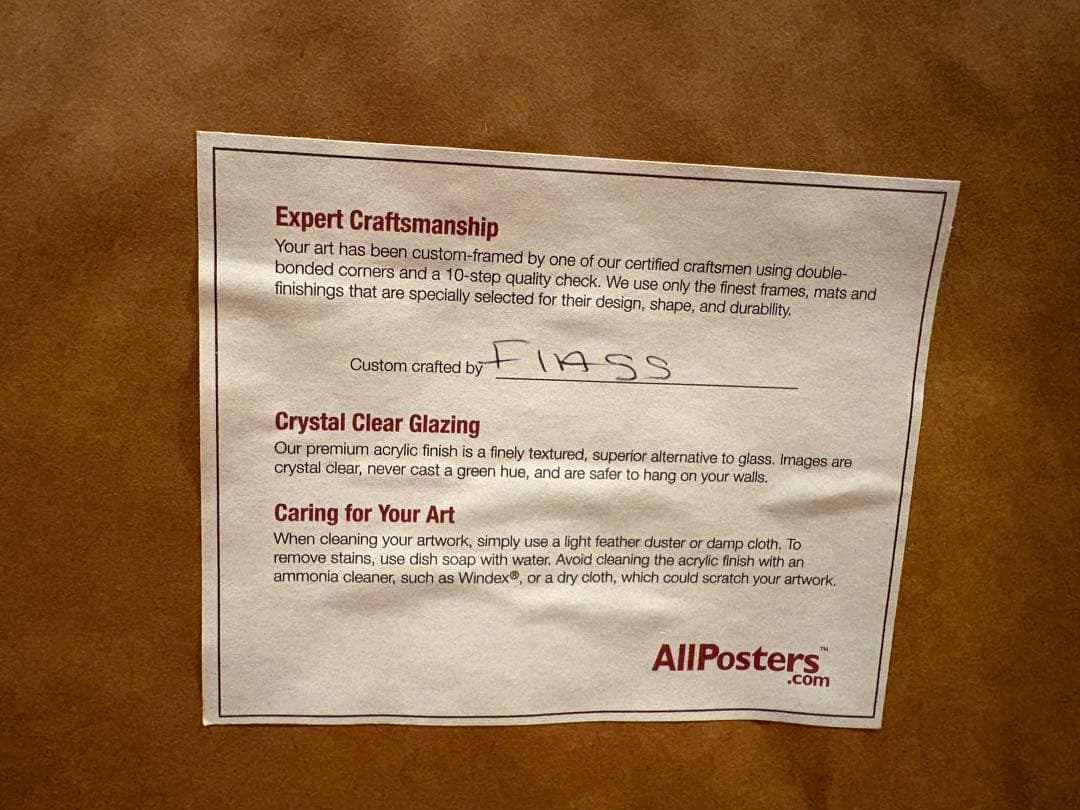 Expert Craftsmanship
Your art has been custom-framed by one of our certified craftsmen using double-
bonded corners and a 10-step quality check. We use only the finest frames, mats and
finishings that are specially selected for their design, shape, and durability.
Custom crafted by FIASS
Crystal Clear Glazing
Our premium acrylic finish is a finely textured, superior alternative to glass. Images are
crystal clear, never cast a green hue, and are safer to hang on your walls.
Caring for Your Art
When cleaning your artwork, simply use a light feather duster or damp cloth. To
remove stains, use dish soap with water. Avoid cleaning the acrylic finish with an
ammonia cleaner, such as Windex®, or a dry cloth, which could scratch your artwork.
AllPosters™
.com